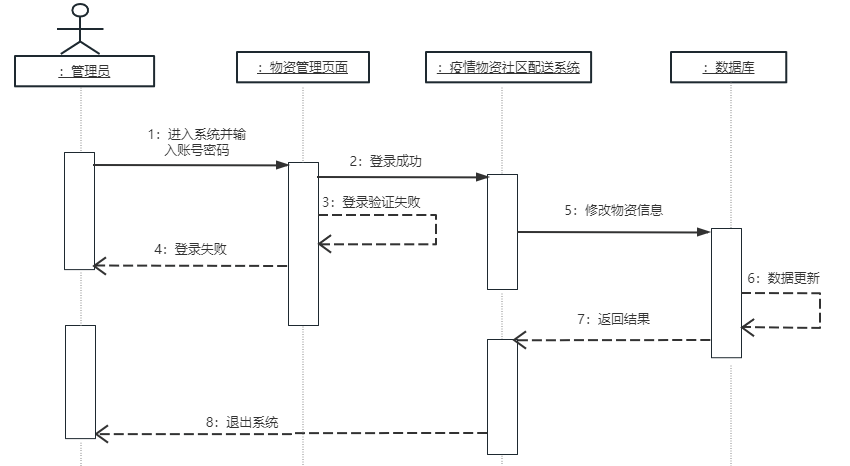 ：管理员
：物资管理页面
：疫情物资社区配送系统
：数据库
1：进入系统并输
入账号密码
2：登录成功
3：登录验证失败
4：登录失败
5：修改物资信息
6：数据更新
7：返回结果
8：退出系统